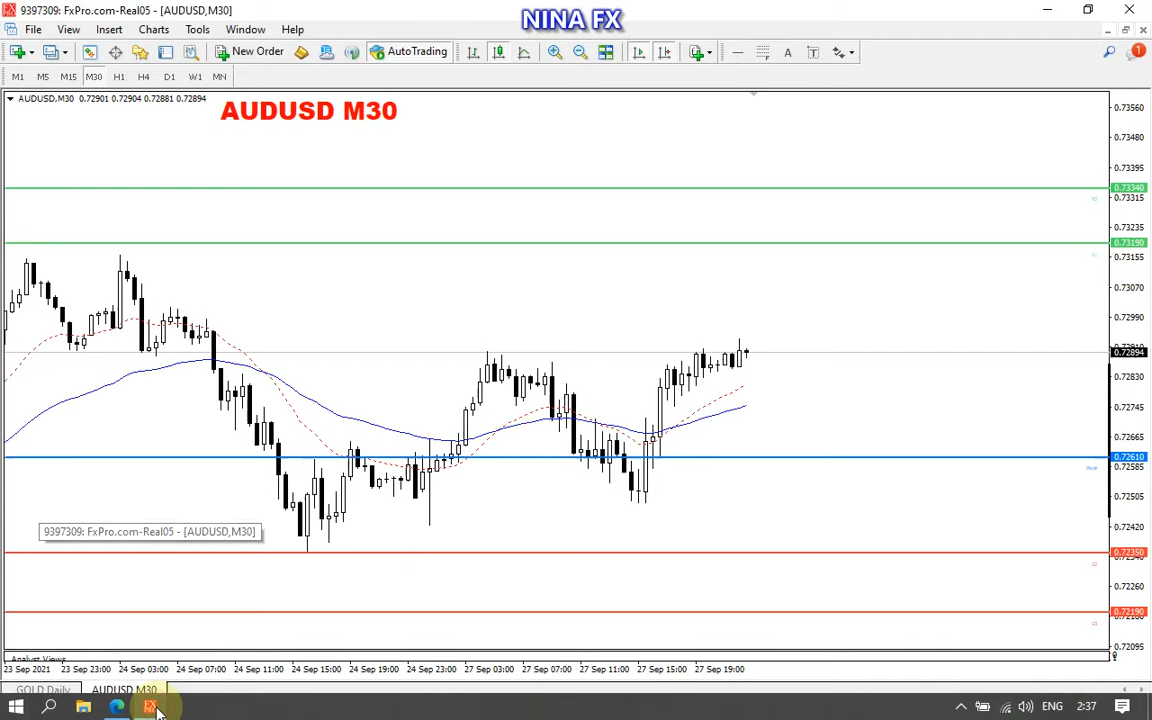 9397309: FxPro.com-Real05 - [AUDUSD,M30]
NINA FX
File View Insert Charts Tools Window Help
New Order AutoTrading A T 1
M1 M5 M15 M30 H1 H4 D1 W1 MN
AUDUSD,M30 0.72901 0.72904 0.72881 0.72894
AUDUSD M30
0.73560
0.73480
0.73395
0.73340
0.73315
0.73235
0.73190
0.73155
0.73070
0.72990
0.72894
0.72830
0.72745
0.72665
0.72610
0.72585
0.72505
0.72420
0.72350
0.72260
0.72190
0.72095
9397309: FxPro.com-Real05 - [AUDUSD,M30]
Analyst Views
23 Sep 2021 23 Sep 23:00 24 Sep 03:00 24 Sep 07:00 24 Sep 11:00 24 Sep 15:00 24 Sep 19:00 24 Sep 23:00 27 Sep 03:00 27 Sep 07:00 27 Sep 11:00 27 Sep 15:00 27 Sep 19:00
GOLD Daily AUDUSD M30
ENG 2:37